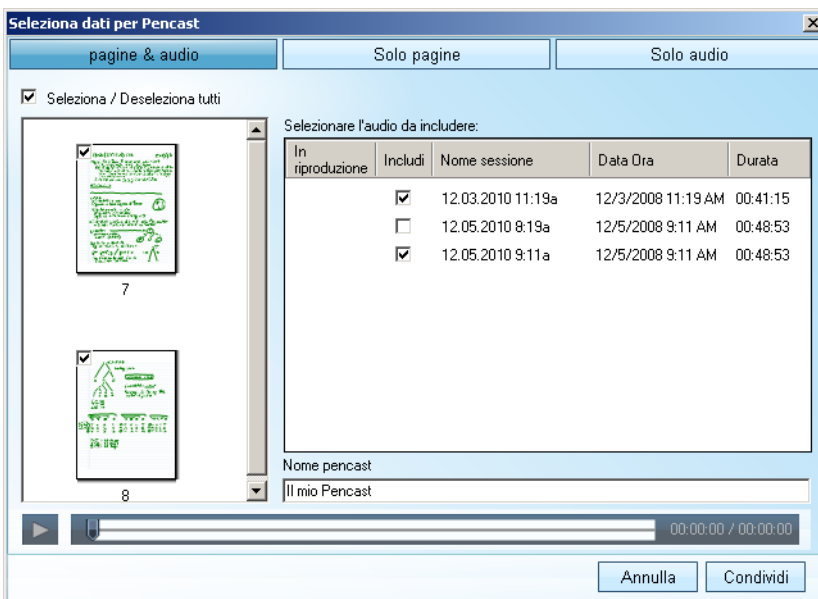 Seleziona dati per Pencast
pagine & audio Solo pagine Solo audio
Seleziona / Deseleziona tutti
Selezionare l'audio da includere:
In riproduzione Includi Nome sessione Data Ora Durata
12.03.2010 11:19a 12/3/2008 11:19 AM 00:41:15
12.05.2010 8:19a 12/5/2008 9:11 AM 00:48:53
12.05.2010 9:11a 12/5/2008 9:11 AM 00:48:53
7
8
Nome pencast
Il mio Pencast
00:00:00 / 00:00:00
Annulla Condividi